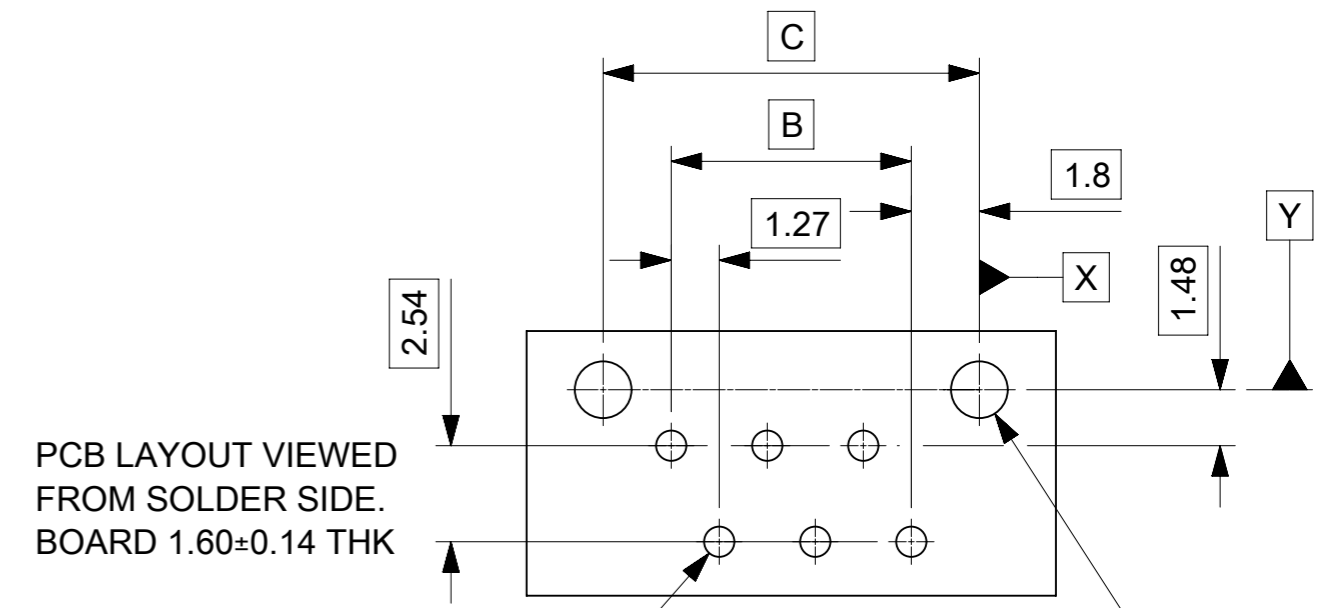 C
B
1.8
1.27
Y
X
1.48
2.54
PCB LAYOUT VIEWED
FROM SOLDER SIDE.
BOARD 1.60±0.14 THK